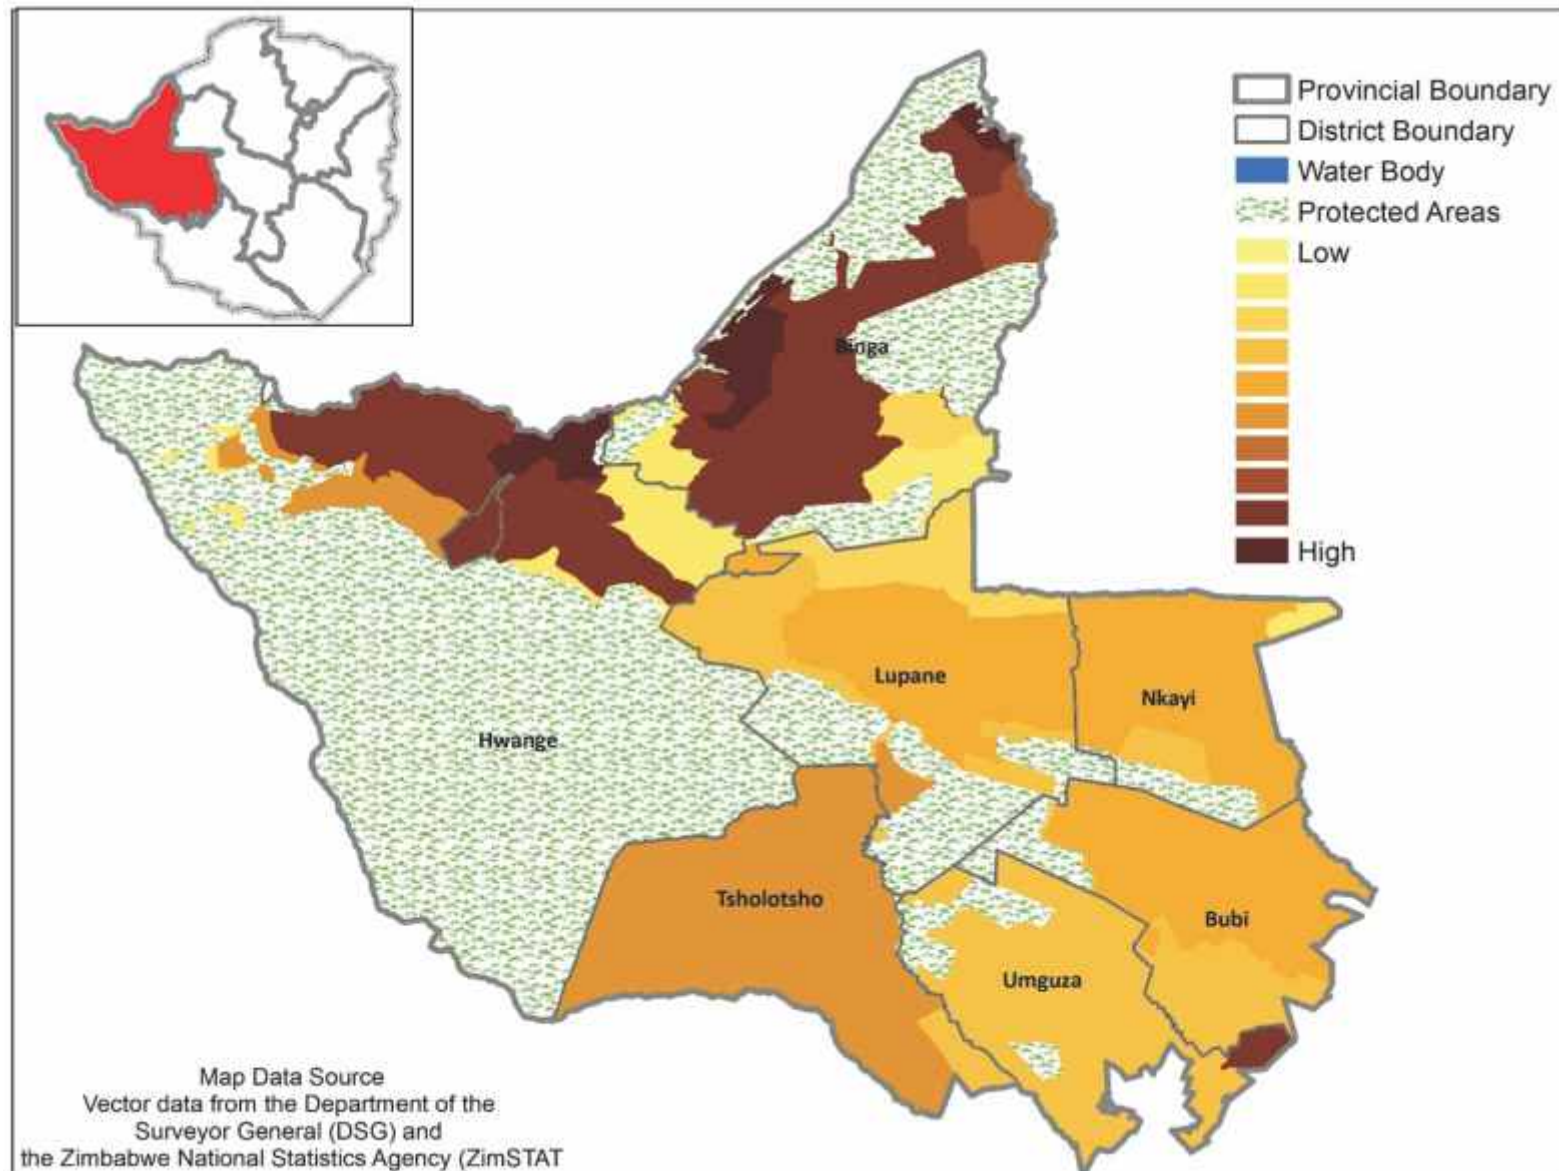 Provincial Boundary
District Boundary
Water Body
Protected Areas
Low
High
Binga
Lupane
Nkayi
Hwange
Tsholotsho
Bubi
Umguza
Map Data Source
Vector data from the Department of the
Surveyor General (DSG) and
the Zimbabwe National Statistics Agency (ZimSTAT